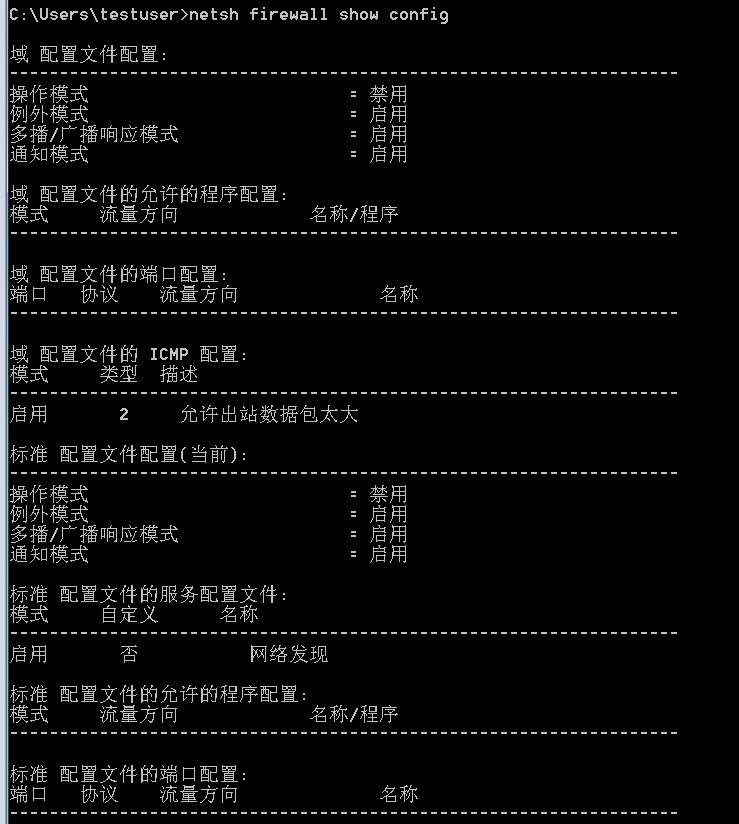 C:\Users\testuser>netsh firewall show config
域 配置文件配置:
-------------------------------------------------------------------
操作模式 = 禁用
例外模式 = 启用
多播/广播响应模式 = 启用
通知模式 = 启用
域 配置文件的允许的程序配置:
模式 流量方向 名称/程序
-------------------------------------------------------------------
域 配置文件的端口配置:
端口 协议 流量方向 名称
-------------------------------------------------------------------
域 配置文件的 ICMP 配置:
模式 类型 描述
-------------------------------------------------------------------
启用 2 允许出站数据包太大
标准 配置文件配置(当前):
-------------------------------------------------------------------
操作模式 = 禁用
例外模式 = 启用
多播/广播响应模式 = 启用
通知模式 = 启用
标准 配置文件的服务配置文件:
模式 自定义 名称
-------------------------------------------------------------------
启用 否 网络发现
标准 配置文件的允许的程序配置:
模式 流量方向 名称/程序
-------------------------------------------------------------------
标准 配置文件的端口配置:
端口 协议 流量方向 名称
-------------------------------------------------------------------